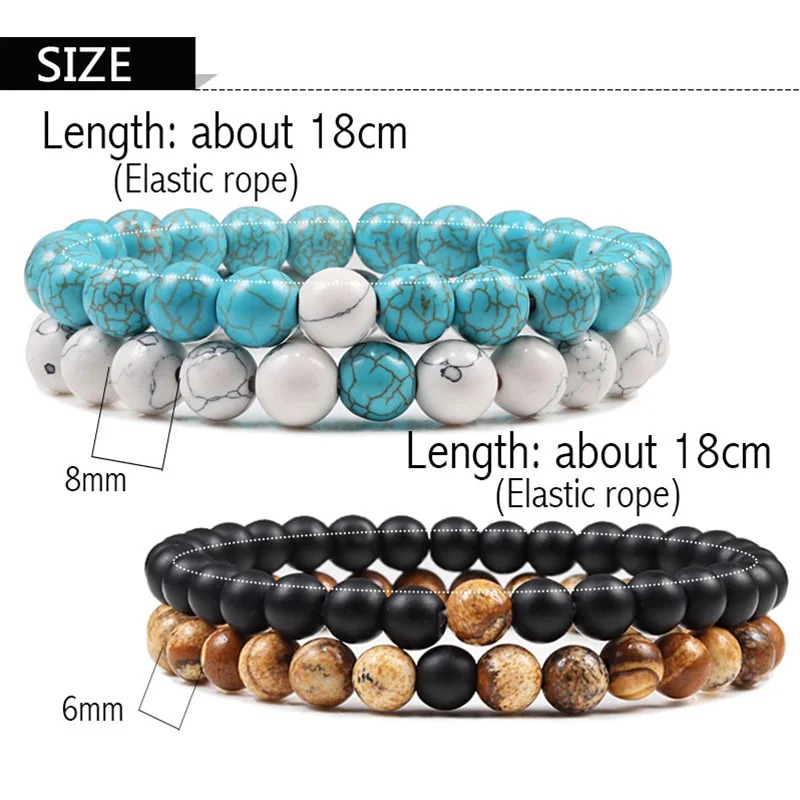 SIZE
Length: about 18cm
(Elastic rope)
8mm
Length: about 18cm
(Elastic rope)
6mm